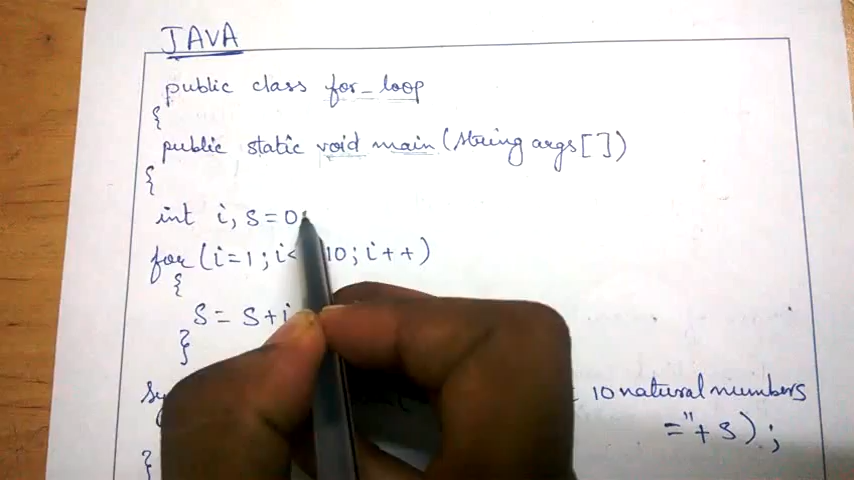 JAVA
public class for_loop
{
public static void main (String args [ ])
{
int i, s = 0
for (i = 1 ; i < 10 ; i + + )
{
s = s + i
}
10 natural numbers
=" + s ) ;
}